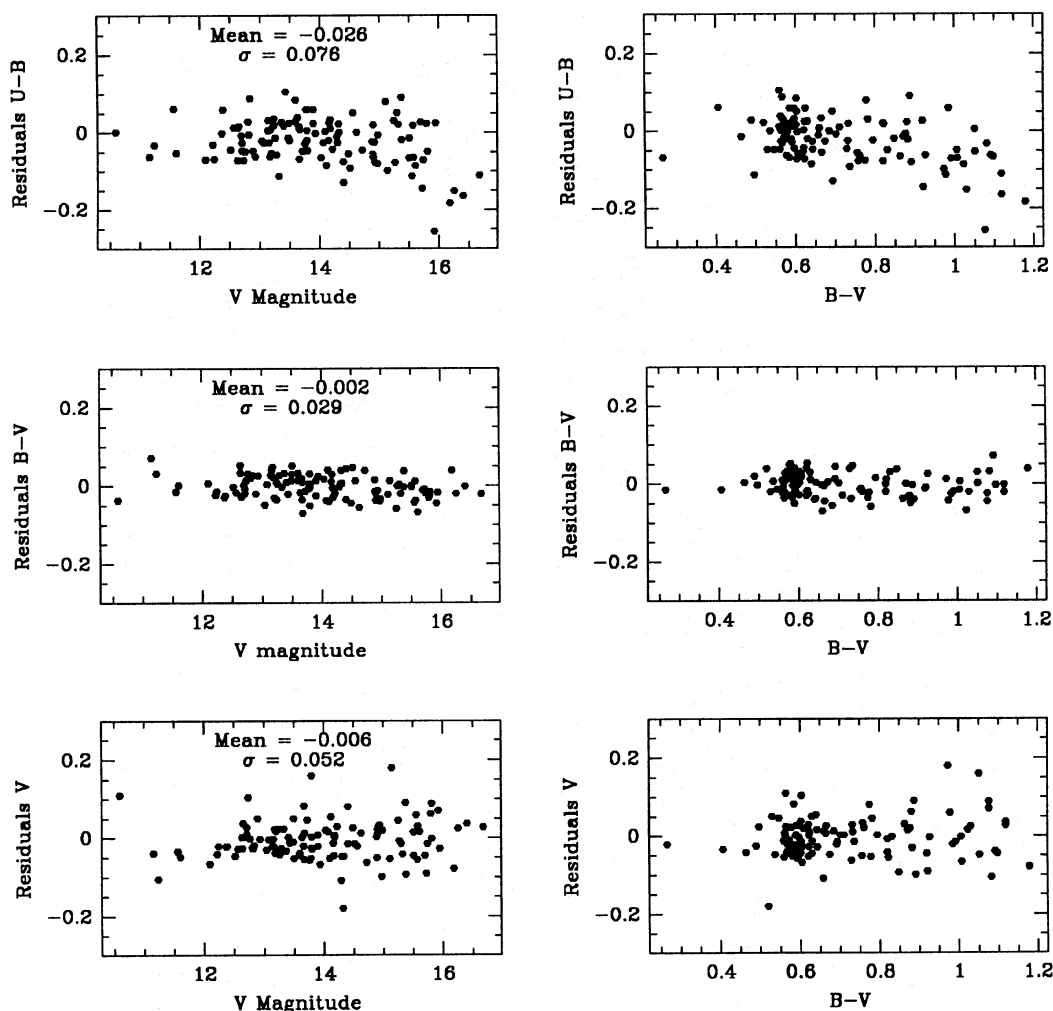 Mean = −0.026
σ = 0.076
Residuals U−B
0.2
0
−0.2
12
14
16
V Magnitude
Residuals U−B
0.2
0
−0.2
0.4
0.6
0.8
1
1.2
B−V
Mean = −0.002
σ = 0.029
Residuals B−V
0.2
0
−0.2
12
14
16
V magnitude
Residuals B−V
0.2
0
−0.2
0.4
0.6
0.8
1
1.2
B−V
Mean = −0.006
σ = 0.052
Residuals V
0.2
0
−0.2
12
14
16
V Magnitude
Residuals V
0.2
0
−0.2
0.4
0.6
0.8
1
1.2
B−V